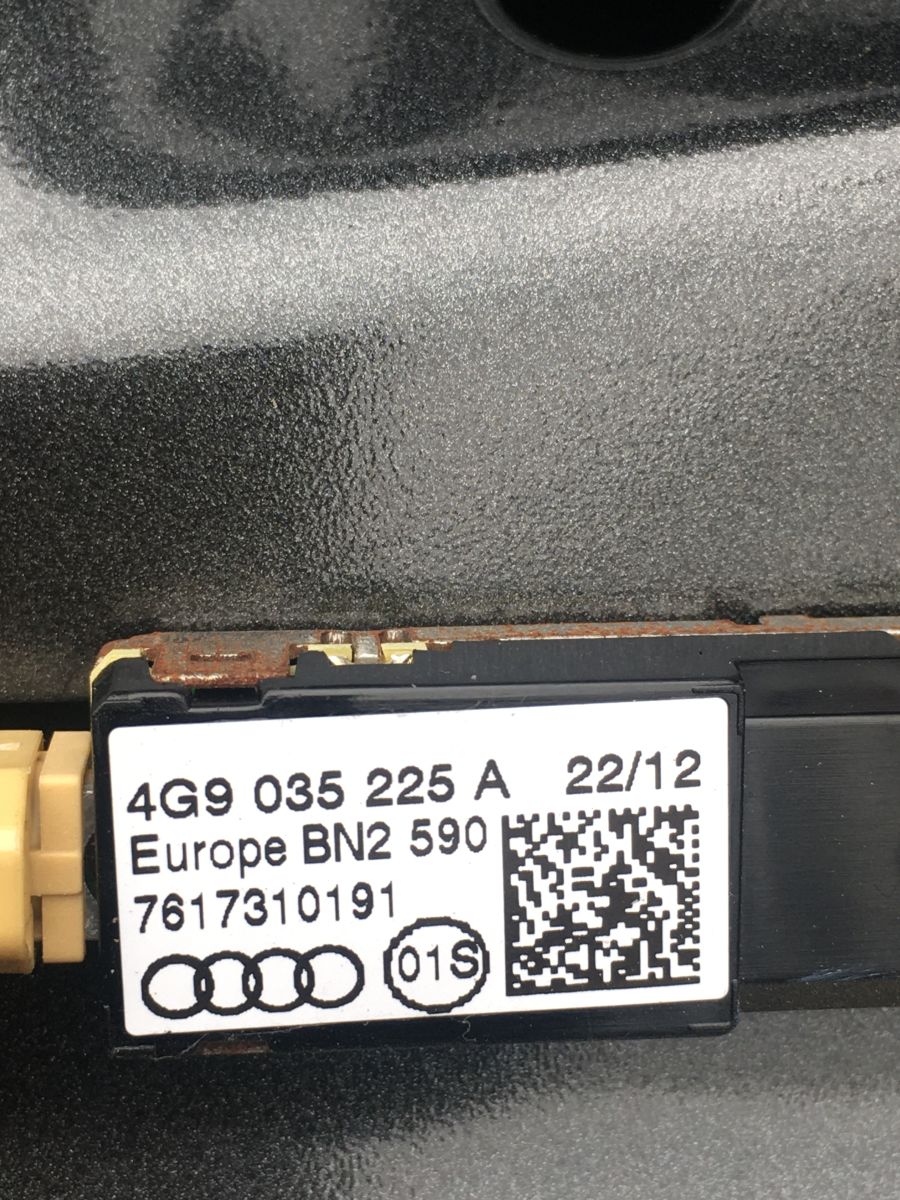 4G9 035 225 A 22/12
Europe BN2 590
7617310191
01S